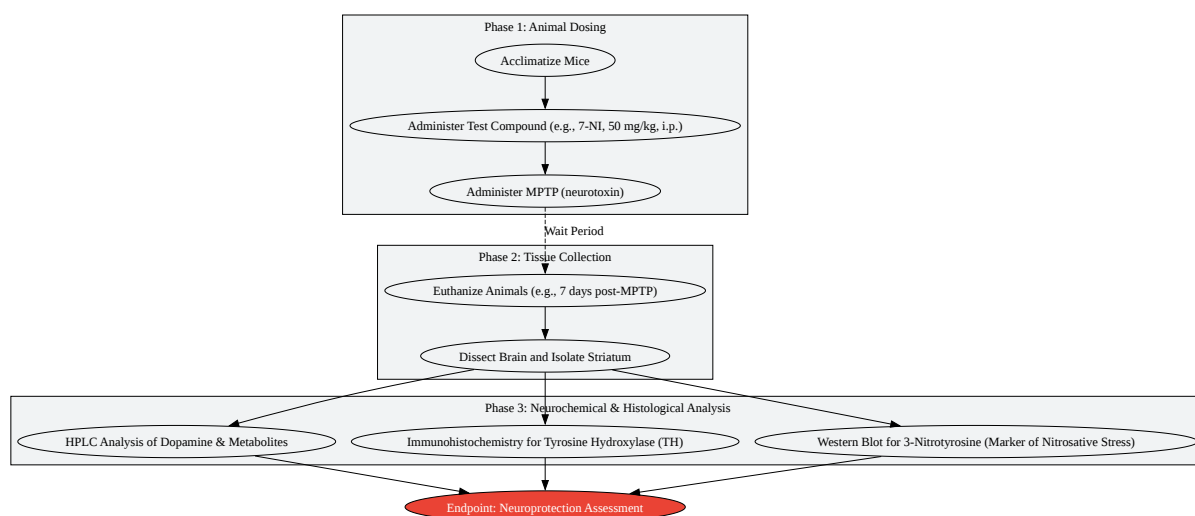 Phase 1: Animal Dosing
Acclimatize Mice
Administer Test Compound (e.g., 7-NI, 50 mg/kg, i.p.)
Administer MPTP (neurotoxin)
Wait Period
Phase 2: Tissue Collection
Euthanize Animals (e.g., 7 days post-MPTP)
Dissect Brain and Isolate Striatum
Phase 3: Neurochemical & Histological Analysis
HPLC Analysis of Dopamine & Metabolites
Immunohistochemistry for Tyrosine Hydroxylase (TH)
Western Blot for 3-Nitrotyrosine (Marker of Nitrosative Stress)
Endpoint: Neuroprotection Assessment